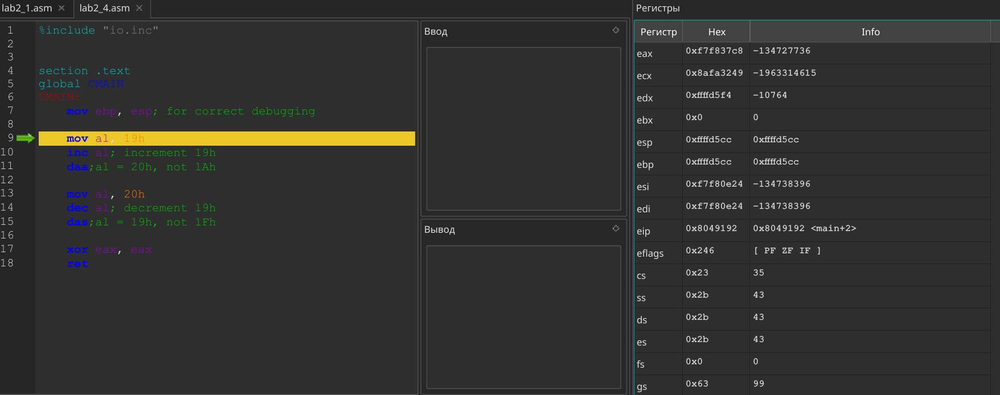 lab2_1.asm
lab2_4.asm
1 %include "io.inc"
2
3
4 section .text
5 global CMAIN
6 CMAIN:
7 mov ebp, esp; for correct debugging
8
9 mov al, 19h
10 inc al; increment 19h
11 daa;al = 20h, not 1Ah
12
13 mov al, 20h
14 dec al; decrement 19h
15 das;al = 19h, not 1Fh
16
17 xor eax, eax
18 ret
Ввод
Вывод
Регистры
Регистр Hex Info
eax 0xf7f837c8 -134727736
ecx 0x8afa3249 -1963314615
edx 0xffffd5f4 -10764
ebx 0x0 0
esp 0xffffd5cc 0xffffd5cc
ebp 0xffffd5cc 0xffffd5cc
esi 0xf7f80e24 -134738396
edi 0xf7f80e24 -134738396
eip 0x8049192 0x8049192 <main+2>
eflags 0x246 [ PF ZF IF ]
cs 0x23 35
ss 0x2b 43
ds 0x2b 43
es 0x2b 43
fs 0x0 0
gs 0x63 99